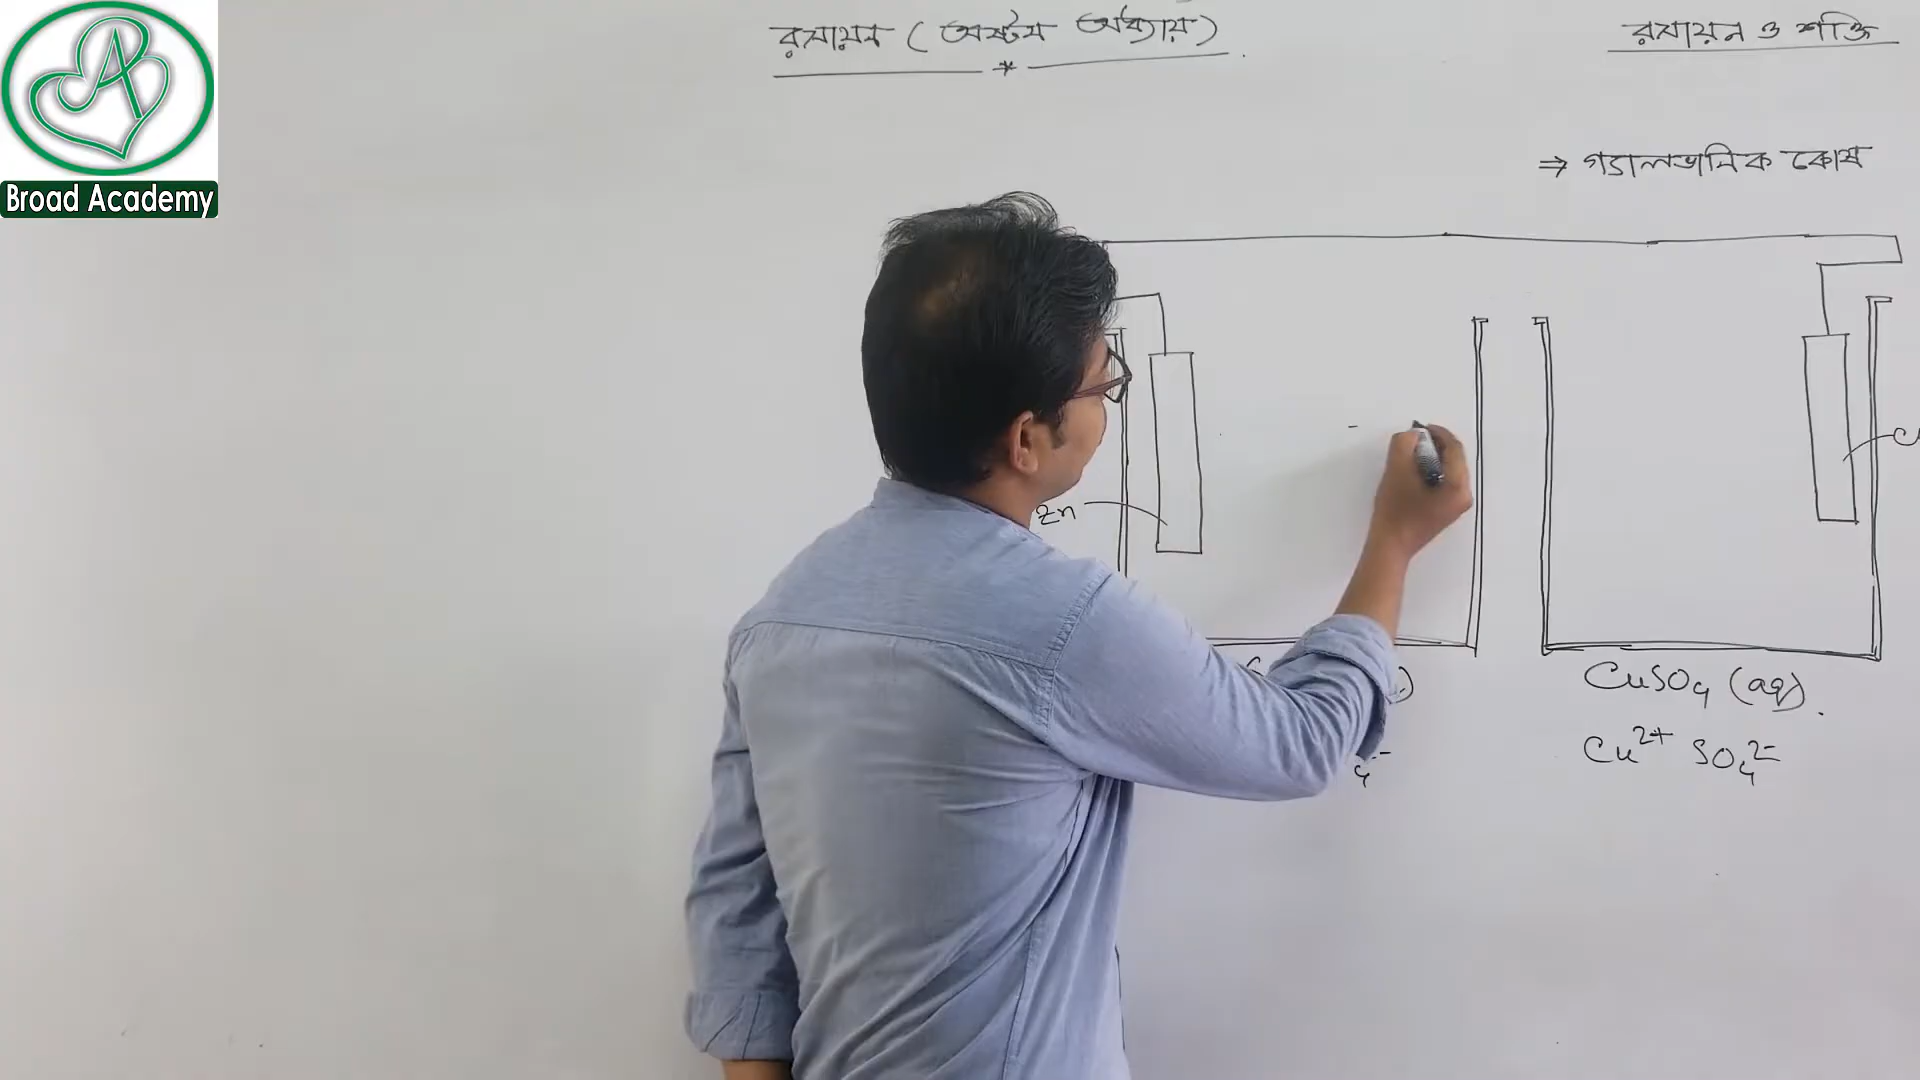 রসায়ন (অষ্টম অধ্যায়)
রসায়ন ও শক্তি
Broad Academy
⇒ গ্যালভানিক কোষ
Zn
CuSO₄ (aq).
Cu²⁺ SO₄²⁻